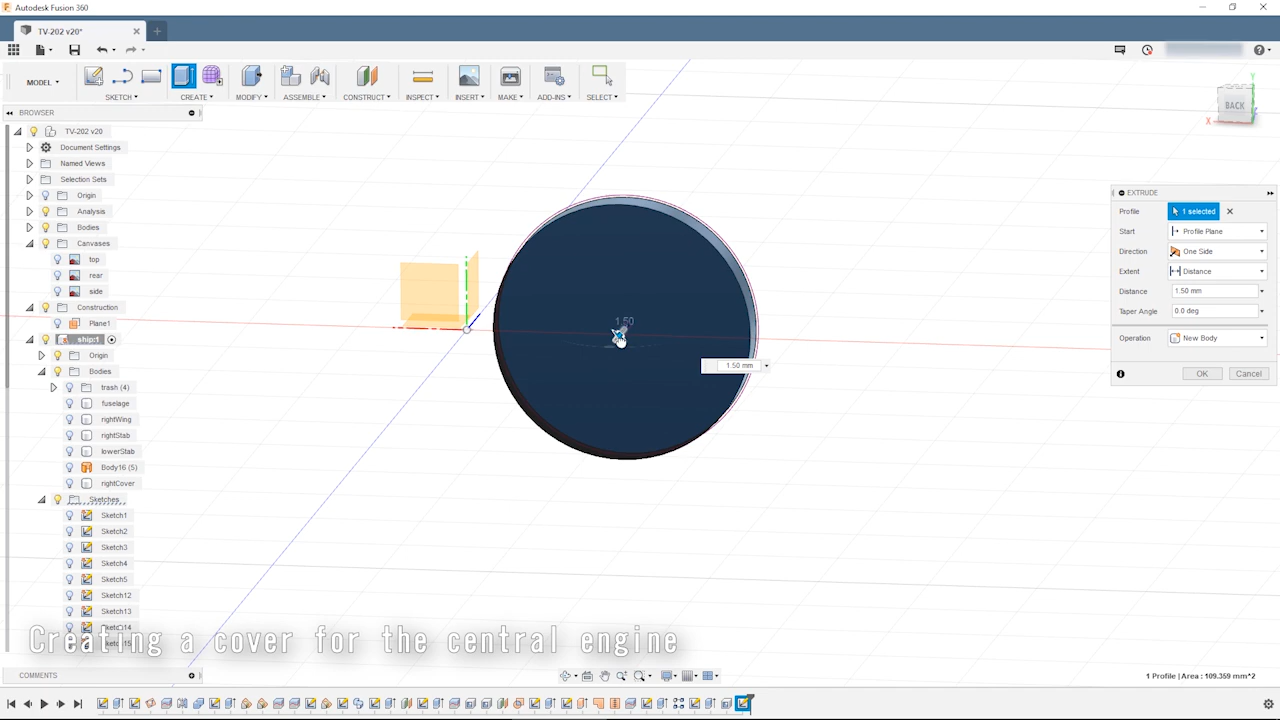 Autodesk Fusion 360
TV-202 v20*
MODEL
SKETCH
CREATE
MODIFY
ASSEMBLE
CONSTRUCT
INSPECT
INSERT
MAKE
ADD-INS
SELECT
BROWSER
TV-202 v20
Document Settings
Named Views
Selection Sets
Origin
Analysis
Bodies
Canvases
top
rear
side
Construction
Plane1
ship:1
Origin
Bodies
trash (4)
fuselage
rightWing
rightStab
lowerStab
Body16 (5)
rightCover
Sketches
Sketch1
Sketch2
Sketch3
Sketch4
Sketch5
Sketch12
Sketch13
Creating a cover for the central engine
COMMENTS
1.50
1.50 mm
Y
BACK
X
EXTRUDE
Profile 1 selected
Start Profile Plane
Direction One Side
Extent Distance
Distance 1.50 mm
Taper Angle 0.0 deg
Operation New Body
OK Cancel
1 Profile | Area : 109.359 mm^2